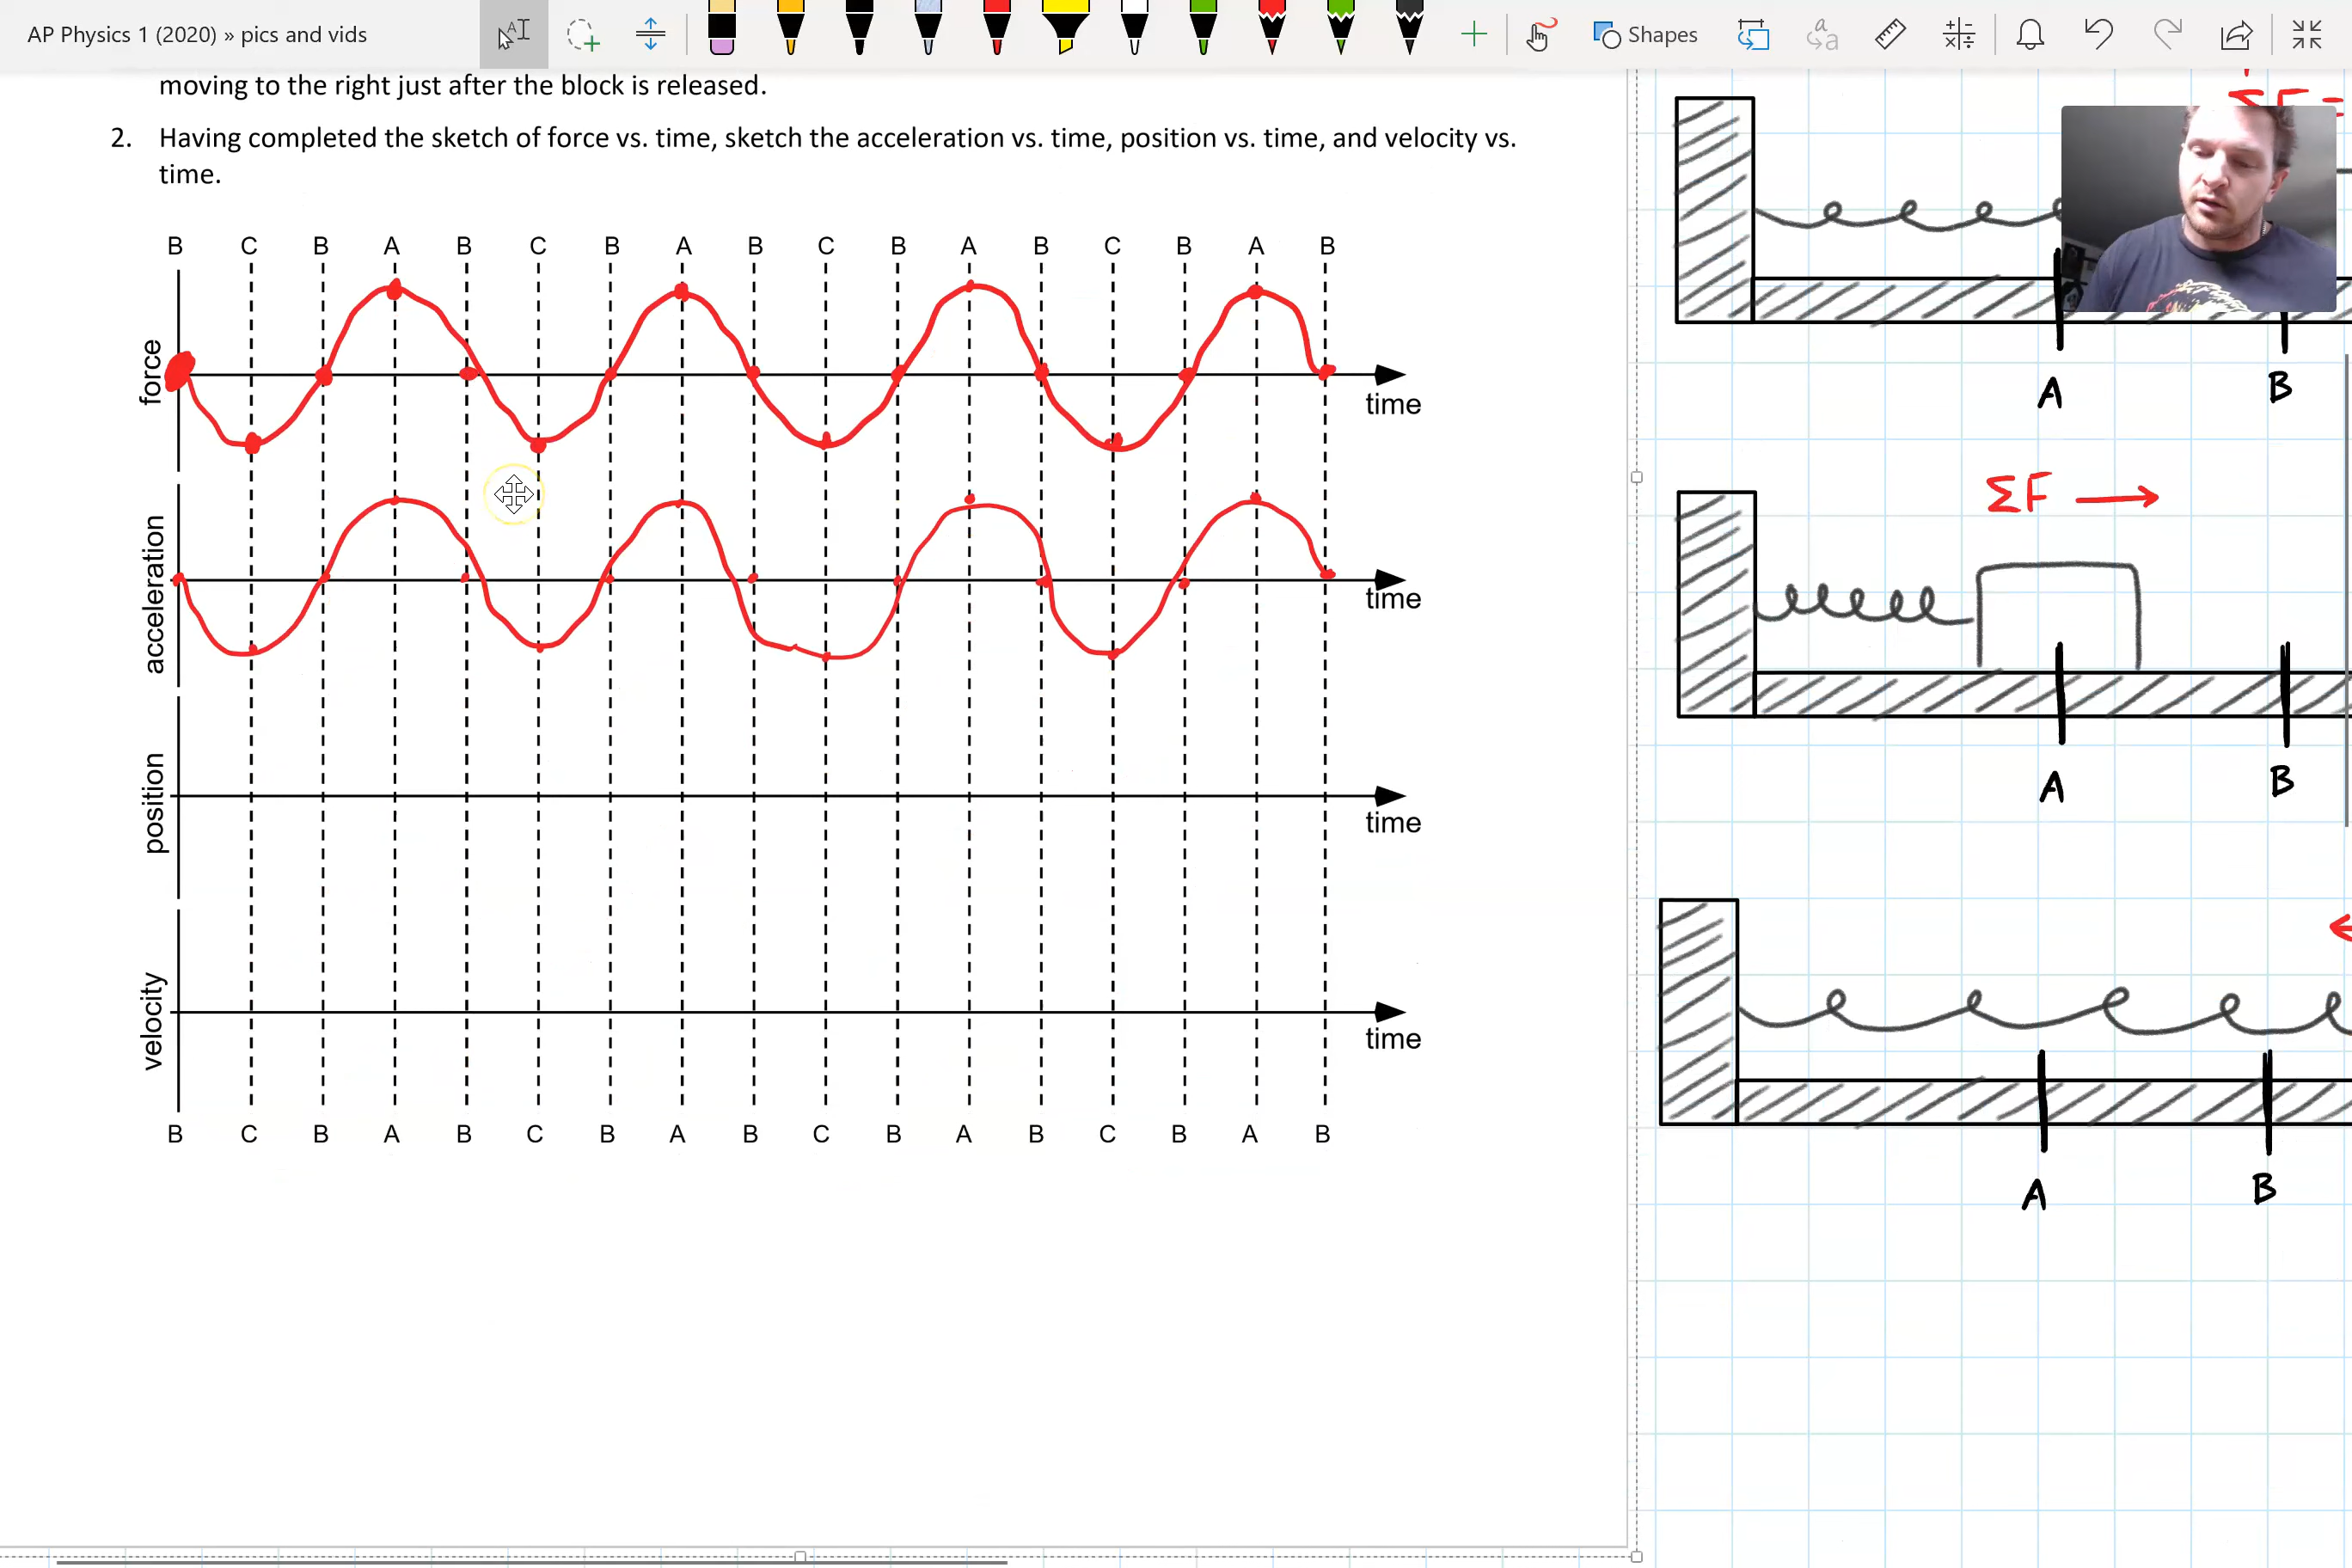 AP Physics 1 (2020) » pics and vids
Shapes
moving to the right just after the block is released.
2. Having completed the sketch of force vs. time, sketch the acceleration vs. time, position vs. time, and velocity vs.
time.
B C B A B C B A B C B A B C B A B
force
time
acceleration
time
position
time
velocity
time
B C B A B C B A B C B A B C B A B
A B
ΣF →
A B
A B